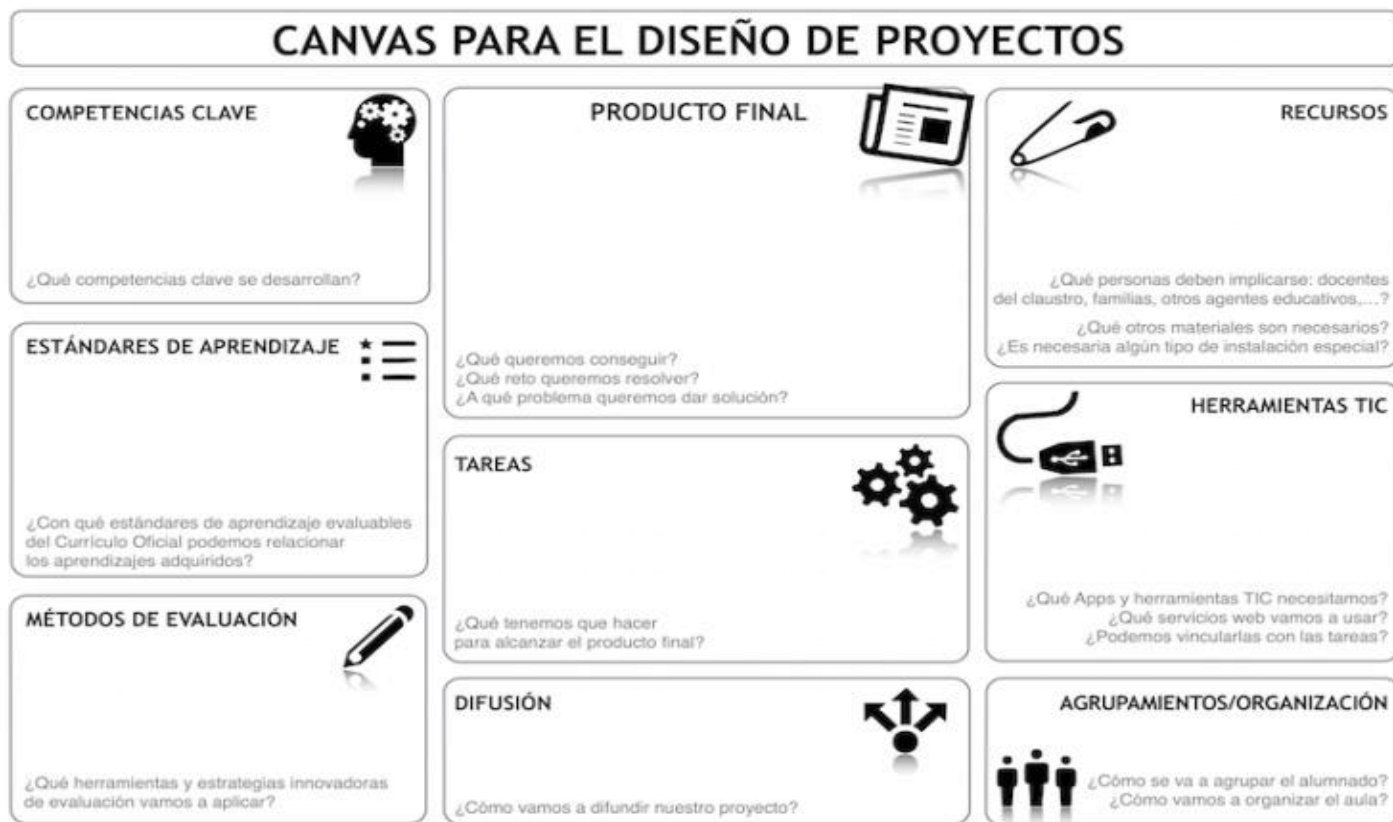 CANVAS PARA EL DISEÑO DE PROYECTOS
COMPETENCIAS CLAVE
¿Qué competencias clave se desarrollan?
ESTÁNDARES DE APRENDIZAJE
¿Con qué estándares de aprendizaje evaluables
del Currículo Oficial podemos relacionar
los aprendizajes adquiridos?
MÉTODOS DE EVALUACIÓN
¿Qué herramientas y estrategias innovadoras
de evaluación vamos a aplicar?
PRODUCTO FINAL
¿Qué queremos conseguir?
¿Qué reto queremos resolver?
¿A qué problema queremos dar solución?
TAREAS
¿Qué tenemos que hacer
para alcanzar el producto final?
DIFUSIÓN
¿Cómo vamos a difundir nuestro proyecto?
RECURSOS
¿Qué personas deben implicarse: docentes
del claustro, familias, otros agentes educativos,...?
¿Qué otros materiales son necesarios?
¿Es necesaria algún tipo de instalación especial?
HERRAMIENTAS TIC
¿Qué Apps y herramientas TIC necesitamos?
¿Qué servicios web vamos a usar?
¿Podemos vincularlas con las tareas?
AGRUPAMIENTOS/ORGANIZACIÓN
¿Cómo se va a agrupar el alumnado?
¿Cómo vamos a organizar el aula?